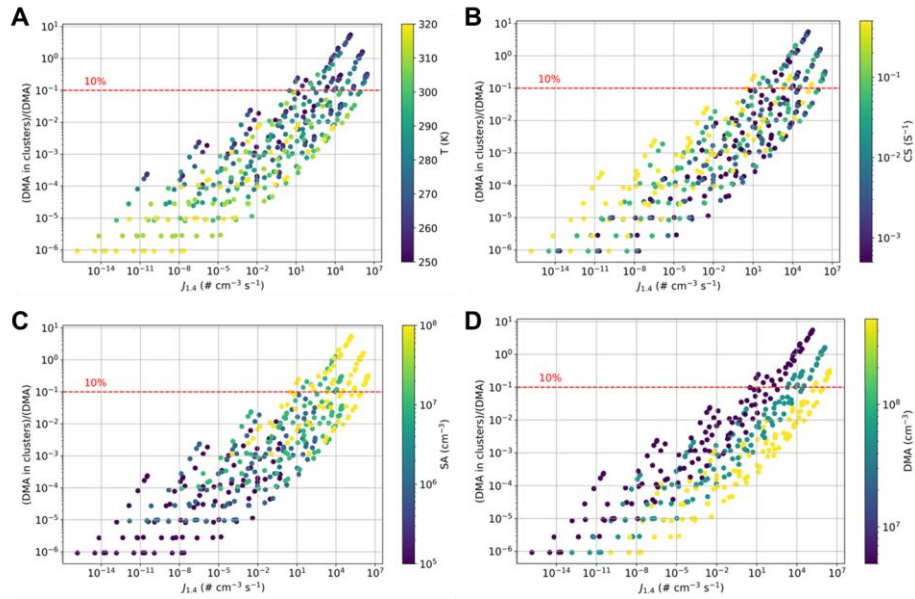 A
(DMA in clusters)/(DMA)
10¹
10⁰
10⁻¹
10⁻²
10⁻³
10⁻⁴
10⁻⁵
10⁻⁶
10%
10⁻¹⁴ 10⁻¹¹ 10⁻⁸ 10⁻⁵ 10⁻² 10¹ 10⁴ 10⁷
J₁.₄ (# cm⁻³ s⁻¹)
320
310
300
290
280
270
260
250
T (K)
B
(DMA in clusters)/(DMA)
10¹
10⁰
10⁻¹
10⁻²
10⁻³
10⁻⁴
10⁻⁵
10⁻⁶
10%
10⁻¹⁴ 10⁻¹¹ 10⁻⁸ 10⁻⁵ 10⁻² 10¹ 10⁴ 10⁷
J₁.₄ (# cm⁻³ s⁻¹)
10⁻¹
10⁻²
10⁻³
CS (S⁻¹)
C
(DMA in clusters)/(DMA)
10¹
10⁰
10⁻¹
10⁻²
10⁻³
10⁻⁴
10⁻⁵
10⁻⁶
10%
10⁻¹⁴ 10⁻¹¹ 10⁻⁸ 10⁻⁵ 10⁻² 10¹ 10⁴ 10⁷
J₁.₄ (# cm⁻³ s⁻¹)
10⁸
10⁷
10⁶
10⁵
SA (cm⁻³)
D
(DMA in clusters)/(DMA)
10¹
10⁰
10⁻¹
10⁻²
10⁻³
10⁻⁴
10⁻⁵
10⁻⁶
10%
10⁻¹⁴ 10⁻¹¹ 10⁻⁸ 10⁻⁵ 10⁻² 10¹ 10⁴ 10⁷
J₁.₄ (# cm⁻³ s⁻¹)
10⁸
10⁷
DMA (cm⁻³)